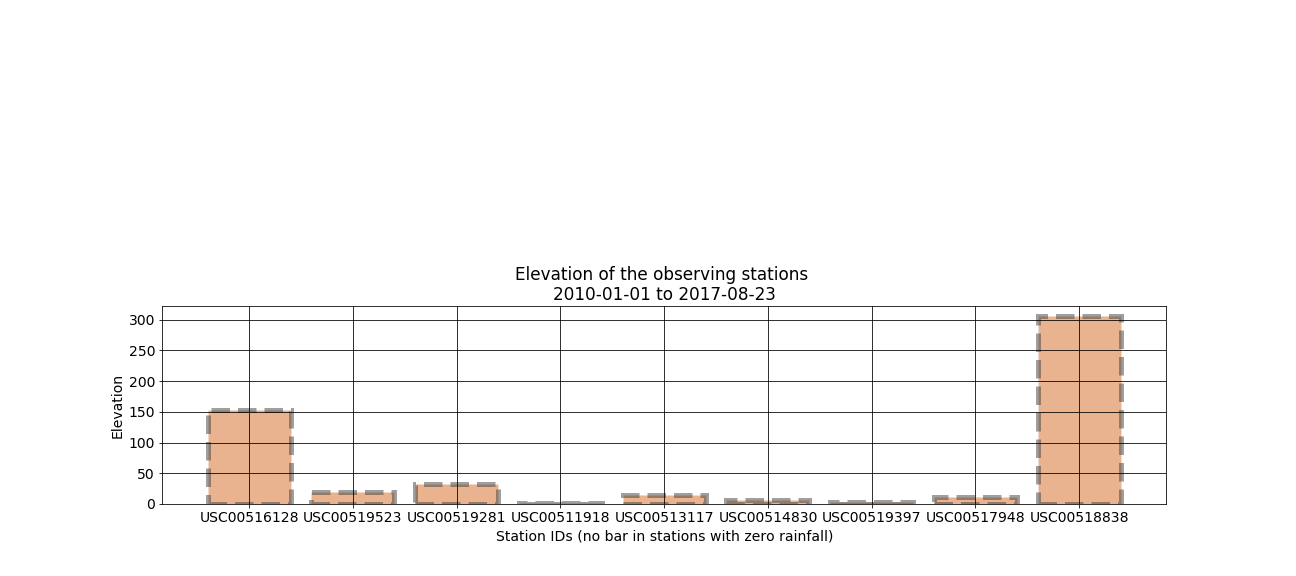 Elevation of the observing stations
2010-01-01 to 2017-08-23
300
250
200
150
100
50
0
Elevation
USC00516128 USC00519523 USC00519281 USC00511918 USC00513117 USC00514830 USC00519397 USC00517948 USC00518838
Station IDs (no bar in stations with zero rainfall)